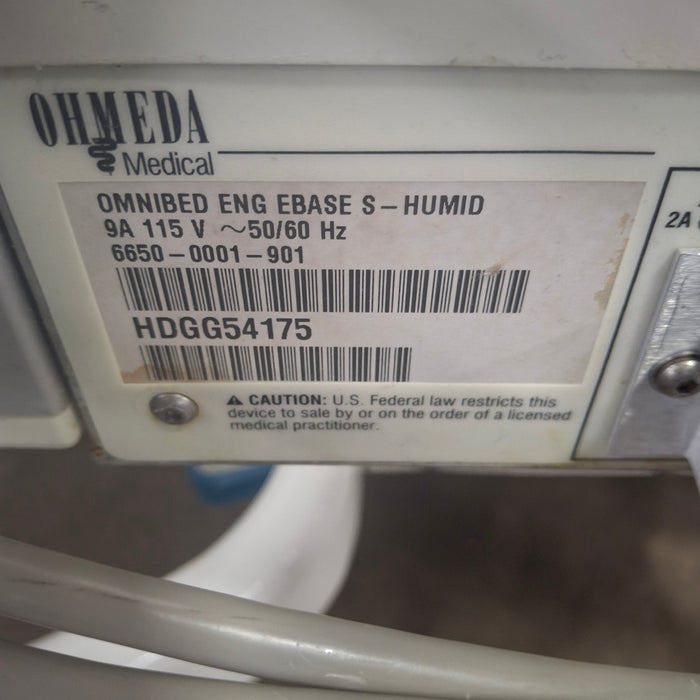 OHMEDA
Medical
OMNIBED ENG EBASE S-HUMID
9A 115 V ~50/60 Hz
6650-0001-901
HDGG54175
⚠ CAUTION: U.S. Federal law restricts this
device to sale by or on the order of a licensed
medical practitioner.
2A